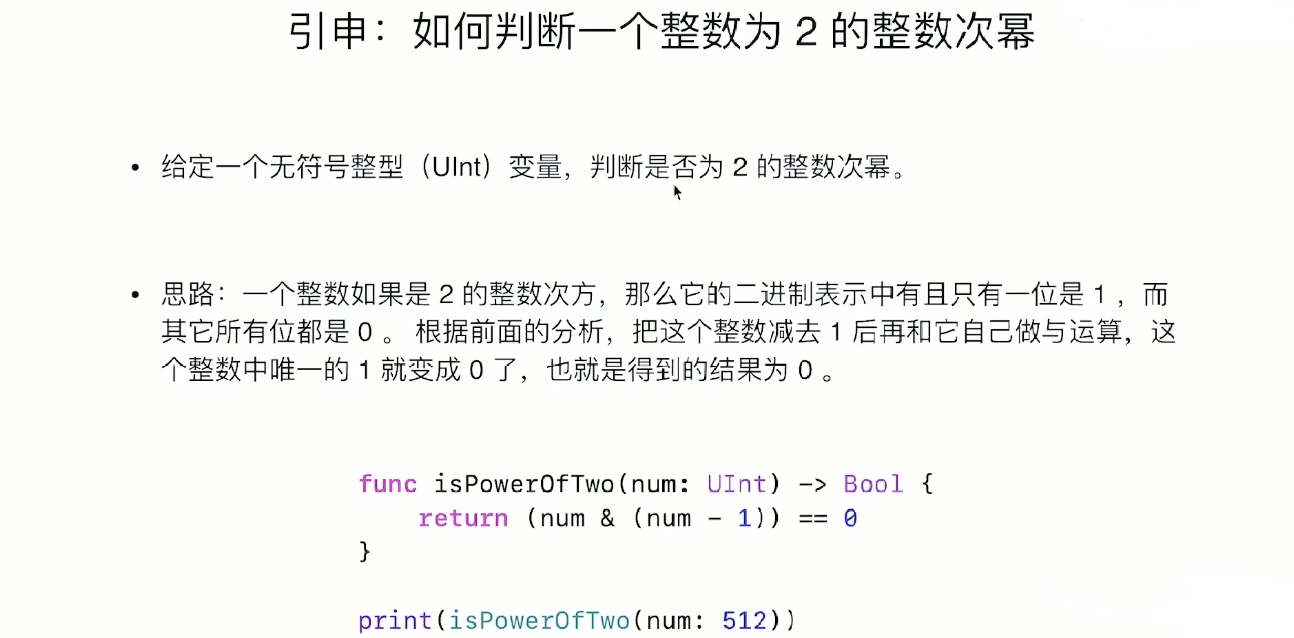 引申：如何判断一个整数为 2 的整数次幂
• 给定一个无符号整型（UInt）变量，判断是否为 2 的整数次幂。
• 思路：一个整数如果是 2 的整数次方，那么它的二进制表示中有且只有一位是 1 ，而
其它所有位都是 0 。 根据前面的分析，把这个整数减去 1 后再和它自己做与运算，这
个整数中唯一的 1 就变成 0 了，也就是得到的结果为 0 。
func isPowerOfTwo(num: UInt) -> Bool {
    return (num & (num - 1)) == 0
}
print(isPowerOfTwo(num: 512))